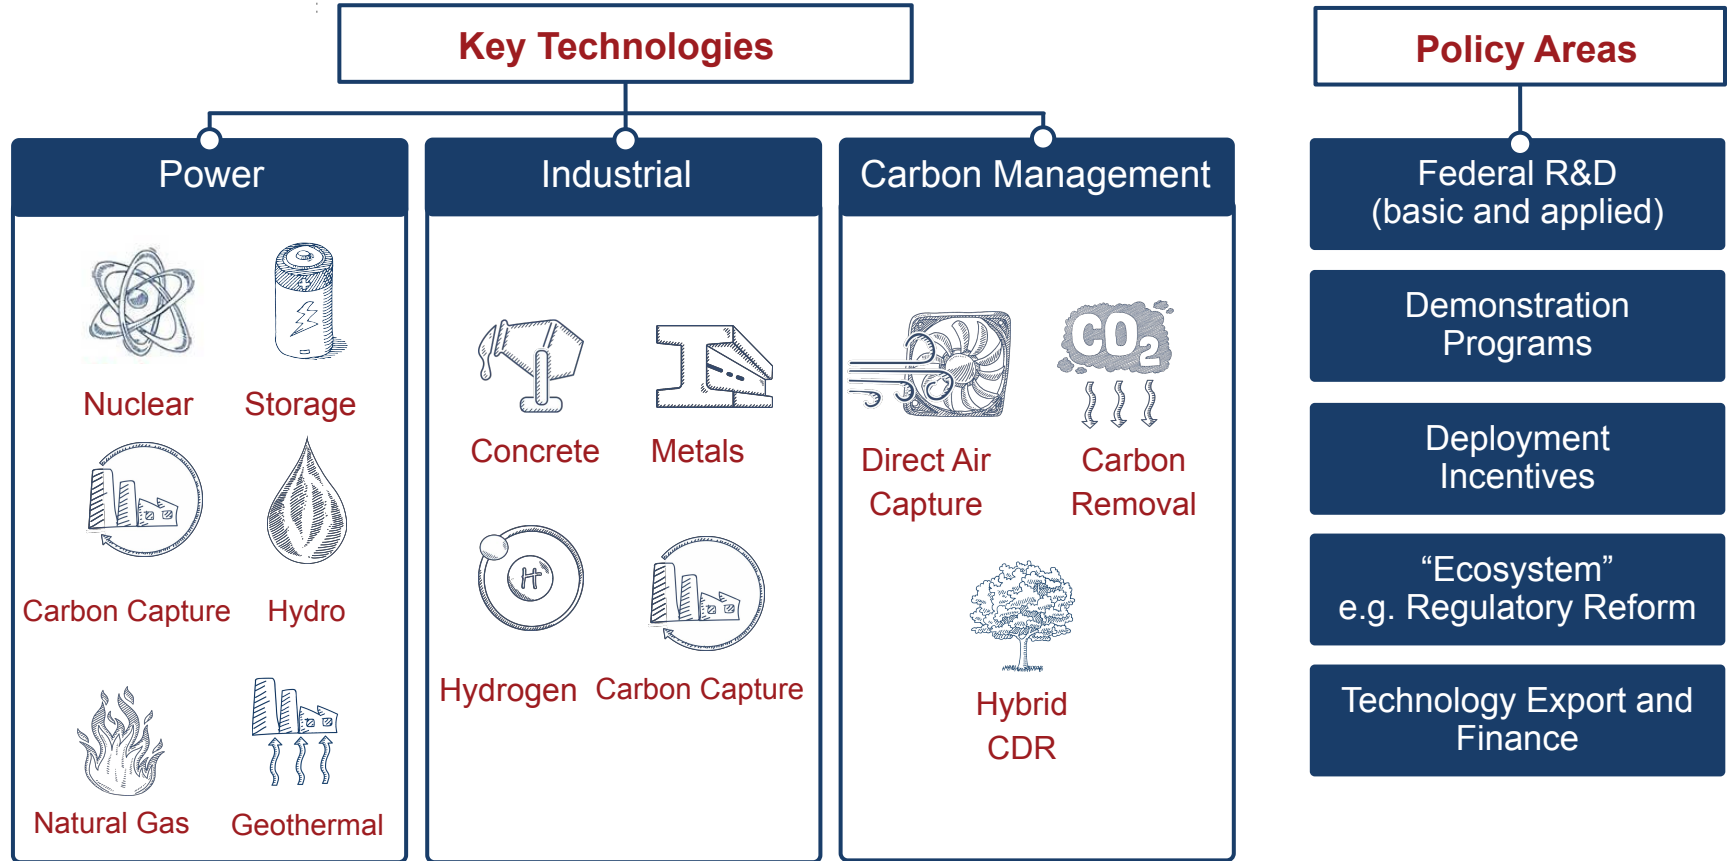 Key Technologies
Power
Nuclear
Storage
Carbon Capture
Hydro
Natural Gas
Geothermal
Industrial
Concrete
Metals
Hydrogen
H
Carbon Capture
Carbon Management
CO2
Direct Air
Capture
Carbon
Removal
Hybrid
CDR
Policy Areas
Federal R&D
(basic and applied)
Demonstration
Programs
Deployment
Incentives
“Ecosystem”
e.g. Regulatory Reform
Technology Export and
Finance